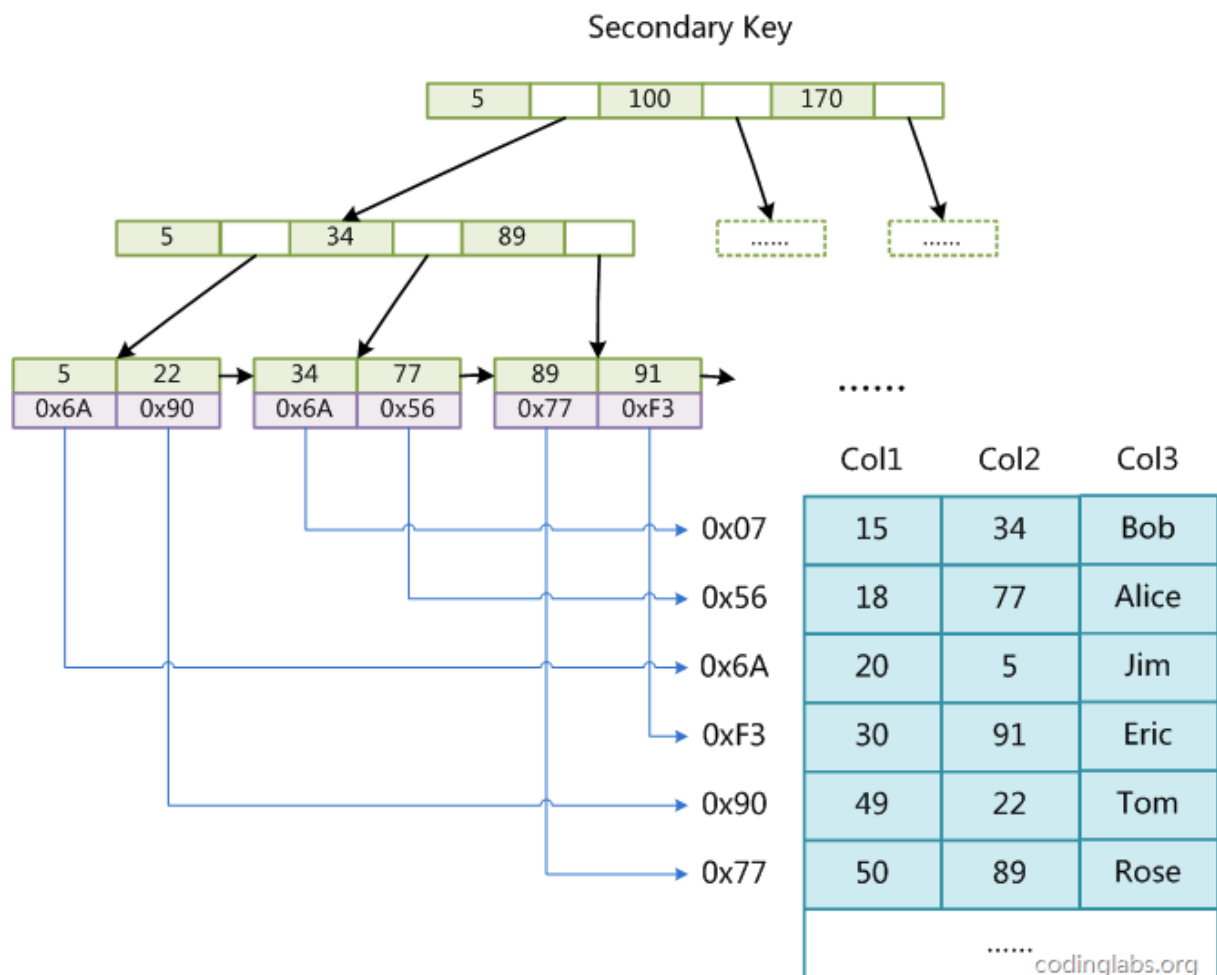 Secondary Key
5 100 170
5 34 89 ...... ......
5 22 34 77 89 91
0x6A 0x90 0x6A 0x56 0x77 0xF3 ......
Col1 Col2 Col3
0x07 15 34 Bob
0x56 18 77 Alice
0x6A 20 5 Jim
0xF3 30 91 Eric
0x90 49 22 Tom
0x77 50 89 Rose
......
codinglabs.org